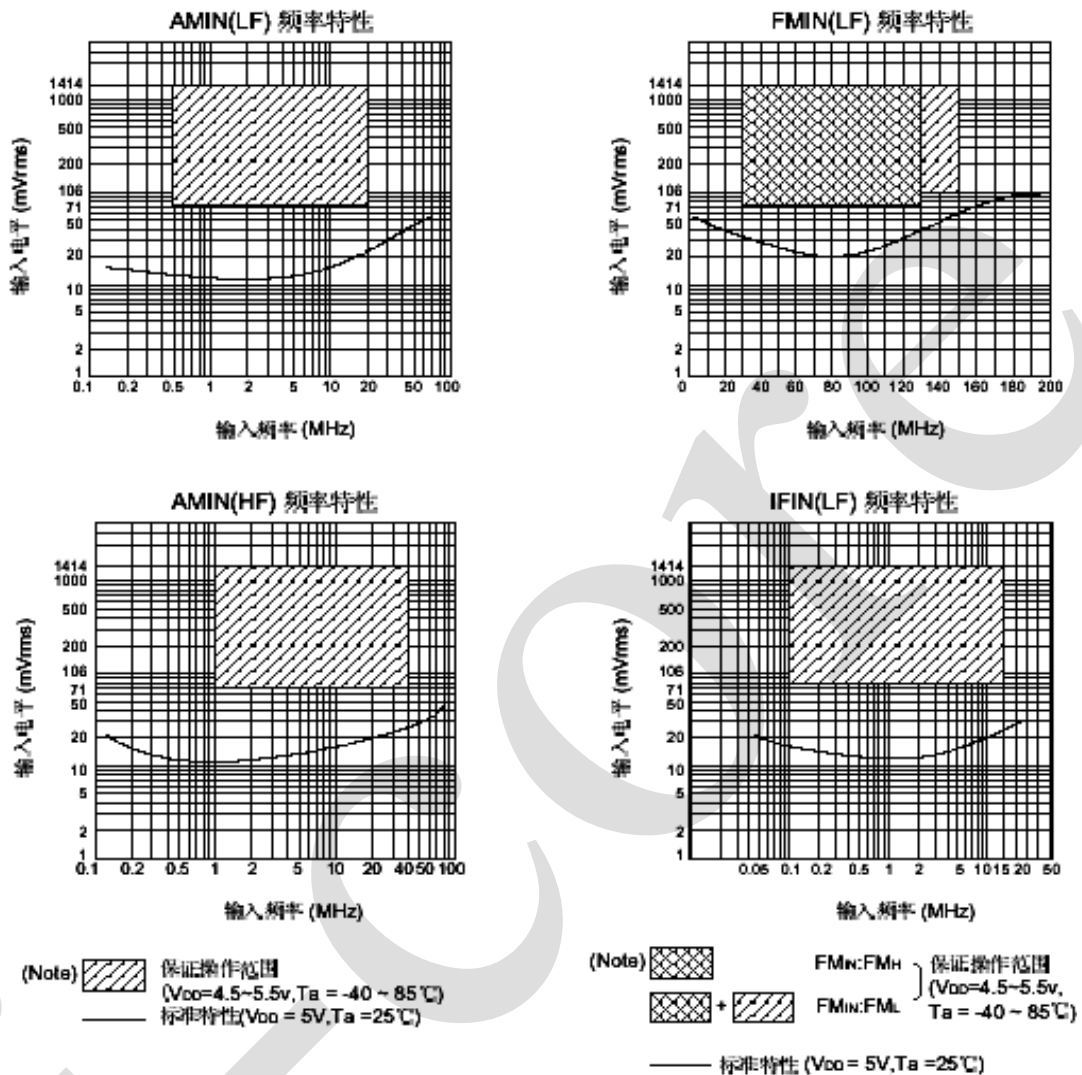 AMIN(LF) 频率特性
输入电平 (mVrms)
1414
1000
500
200
106
71
50
20
10
5
2
1
0.1 0.2 0.5 1 2 5 10 20 50 100
输入频率 (MHz)
FMIN(LF) 频率特性
输入电平 (mVrms)
1414
1000
500
200
106
71
50
20
10
5
2
1
0 20 40 60 80 100 120 140 160 180 200
输入频率 (MHz)
AMIN(HF) 频率特性
输入电平 (mVrms)
1414
1000
500
200
106
71
50
20
10
5
2
1
0.1 0.2 0.5 1 2 5 10 20 40 50 100
输入频率 (MHz)
IFIN(LF) 频率特性
输入电平 (mVrms)
1414
1000
500
200
106
71
50
20
10
5
2
1
0.05 0.1 0.2 0.5 1 2 5 10 15 20 50
输入频率 (MHz)
(Note) 保证操作范围
(VDD=4.5~5.5v,Ta = -40 ~ 85℃)
标准特性(VDD = 5V,Ta =25℃)
(Note) FMIN:FMH 保证操作范围
+ FMIN:FML (VDD=4.5~5.5v,
Ta = -40 ~ 85℃)
标准特性 (VDD = 5V,Ta =25℃)
core